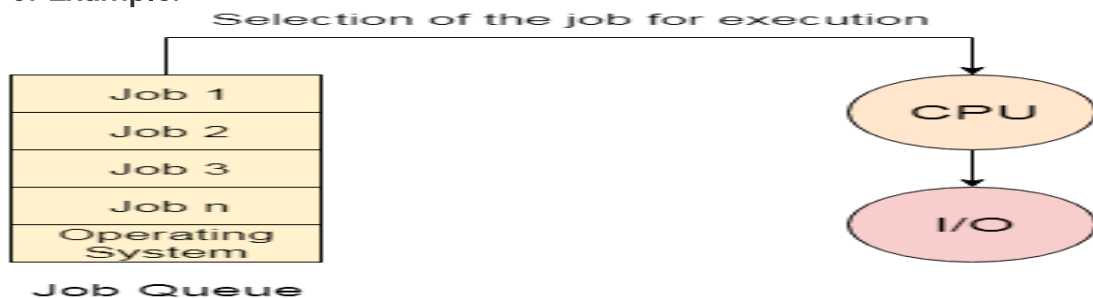 Selection of the job for execution
Job 1
Job 2
Job 3
Job n
Operating
System
Job Queue
CPU
I/O